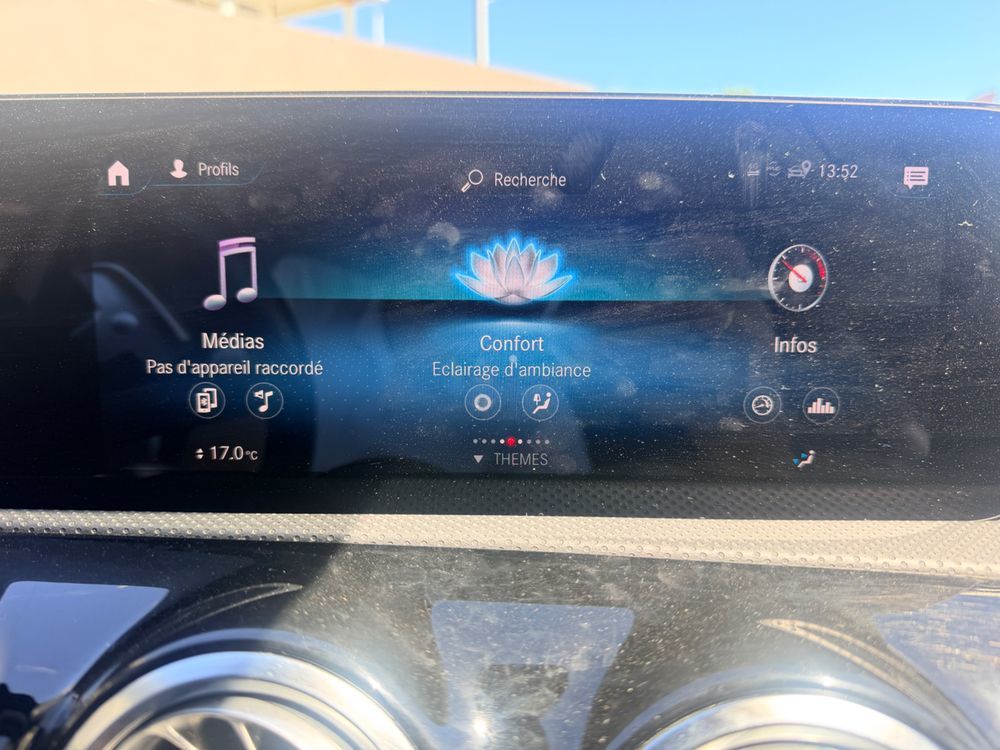 Profils
Recherche
13:52
Médias
Pas d'appareil raccordé
Confort
Eclairage d'ambiance
Infos
17.0°C
THEMES